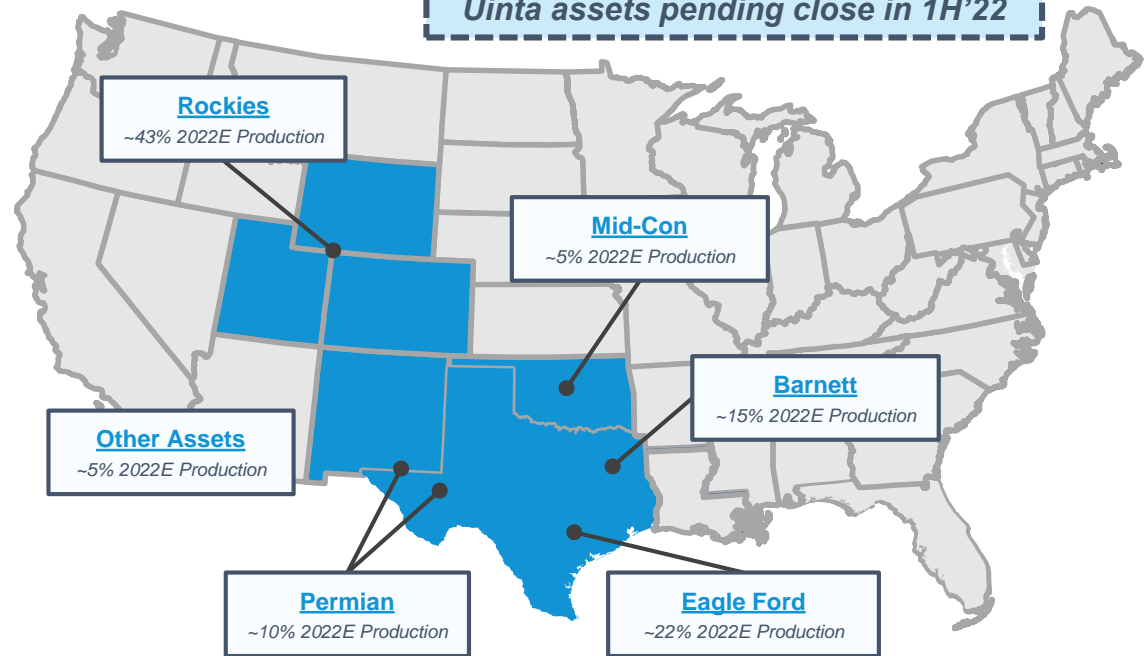 Uinta assets pending close in 1H'22
Rockies
~43% 2022E Production
Mid-Con
~5% 2022E Production
Barnett
~15% 2022E Production
Other Assets
~5% 2022E Production
Permian
~10% 2022E Production
Eagle Ford
~22% 2022E Production